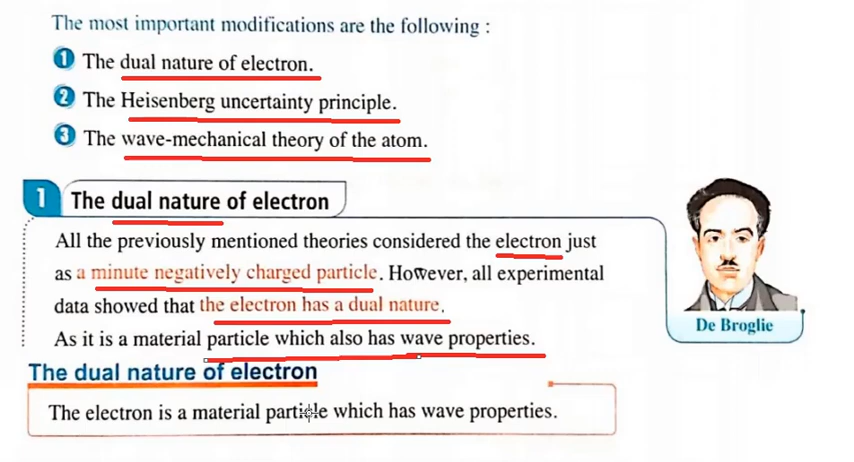 The most important modifications are the following :
1 The dual nature of electron.
2 The Heisenberg uncertainty principle.
3 The wave-mechanical theory of the atom.
1 The dual nature of electron
All the previously mentioned theories considered the electron just
as a minute negatively charged particle. However, all experimental
data showed that the electron has a dual nature.
As it is a material particle which also has wave properties.
De Broglie
The dual nature of electron
The electron is a material particle which has wave properties.